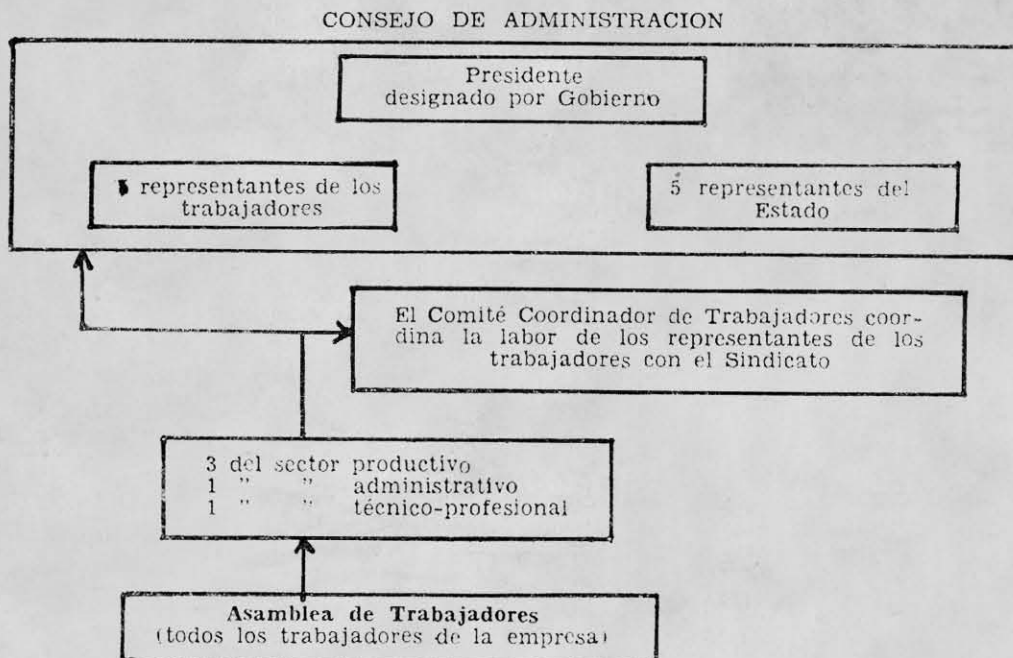 CONSEJO DE ADMINISTRACION
Presidente
designado por Gobierno
representantes de los
trabajadores
5 representantes del
Estado
El Comité Coordinador de Trabajadores coor-
dina la labor de los representantes de los
trabajadores con el Sindicato
3 del sector productivo
1 " " administrativo
1 " " técnico-profesional
Asamblea de Trabajadores
(todos los trabajadores de la empresa)